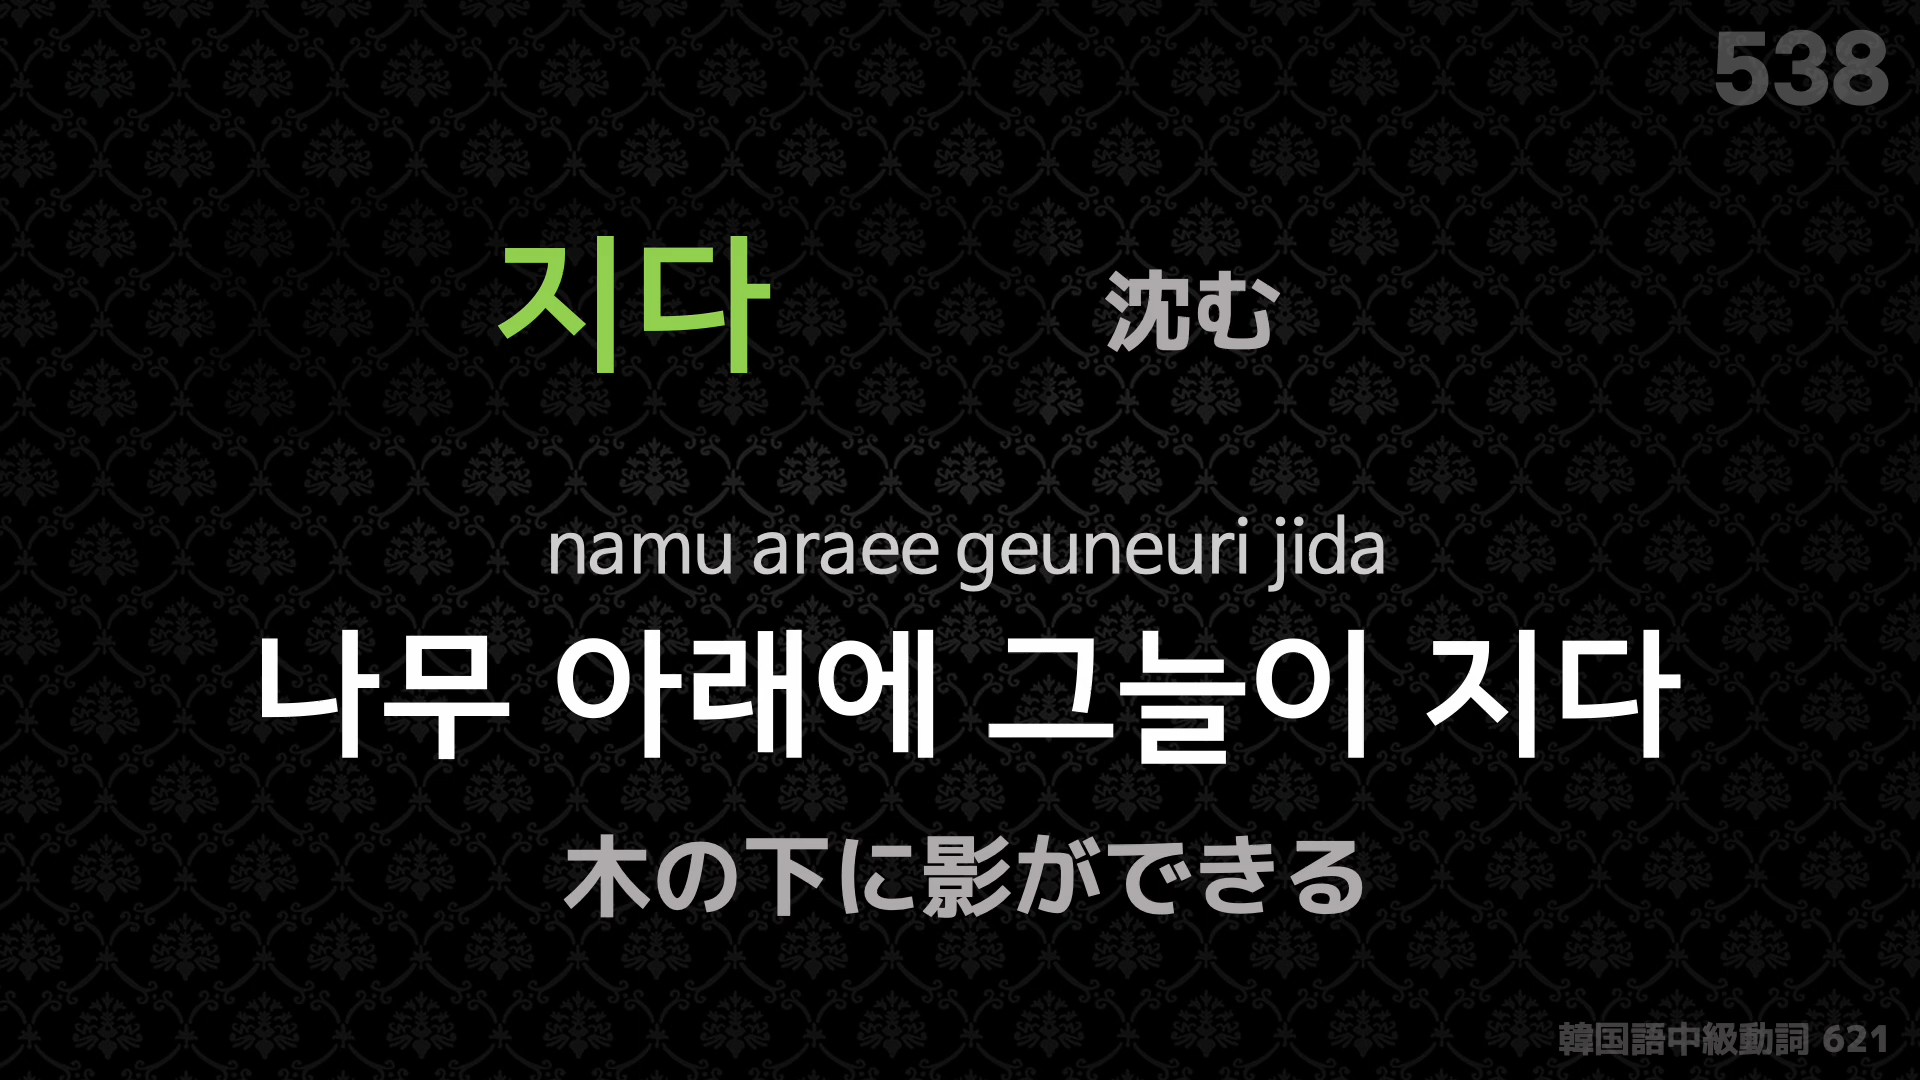 538
지다 沈む
namu araee geuneuri jida
나무 아래에 그늘이 지다
木の下に影ができる
韓国語中級動詞 621